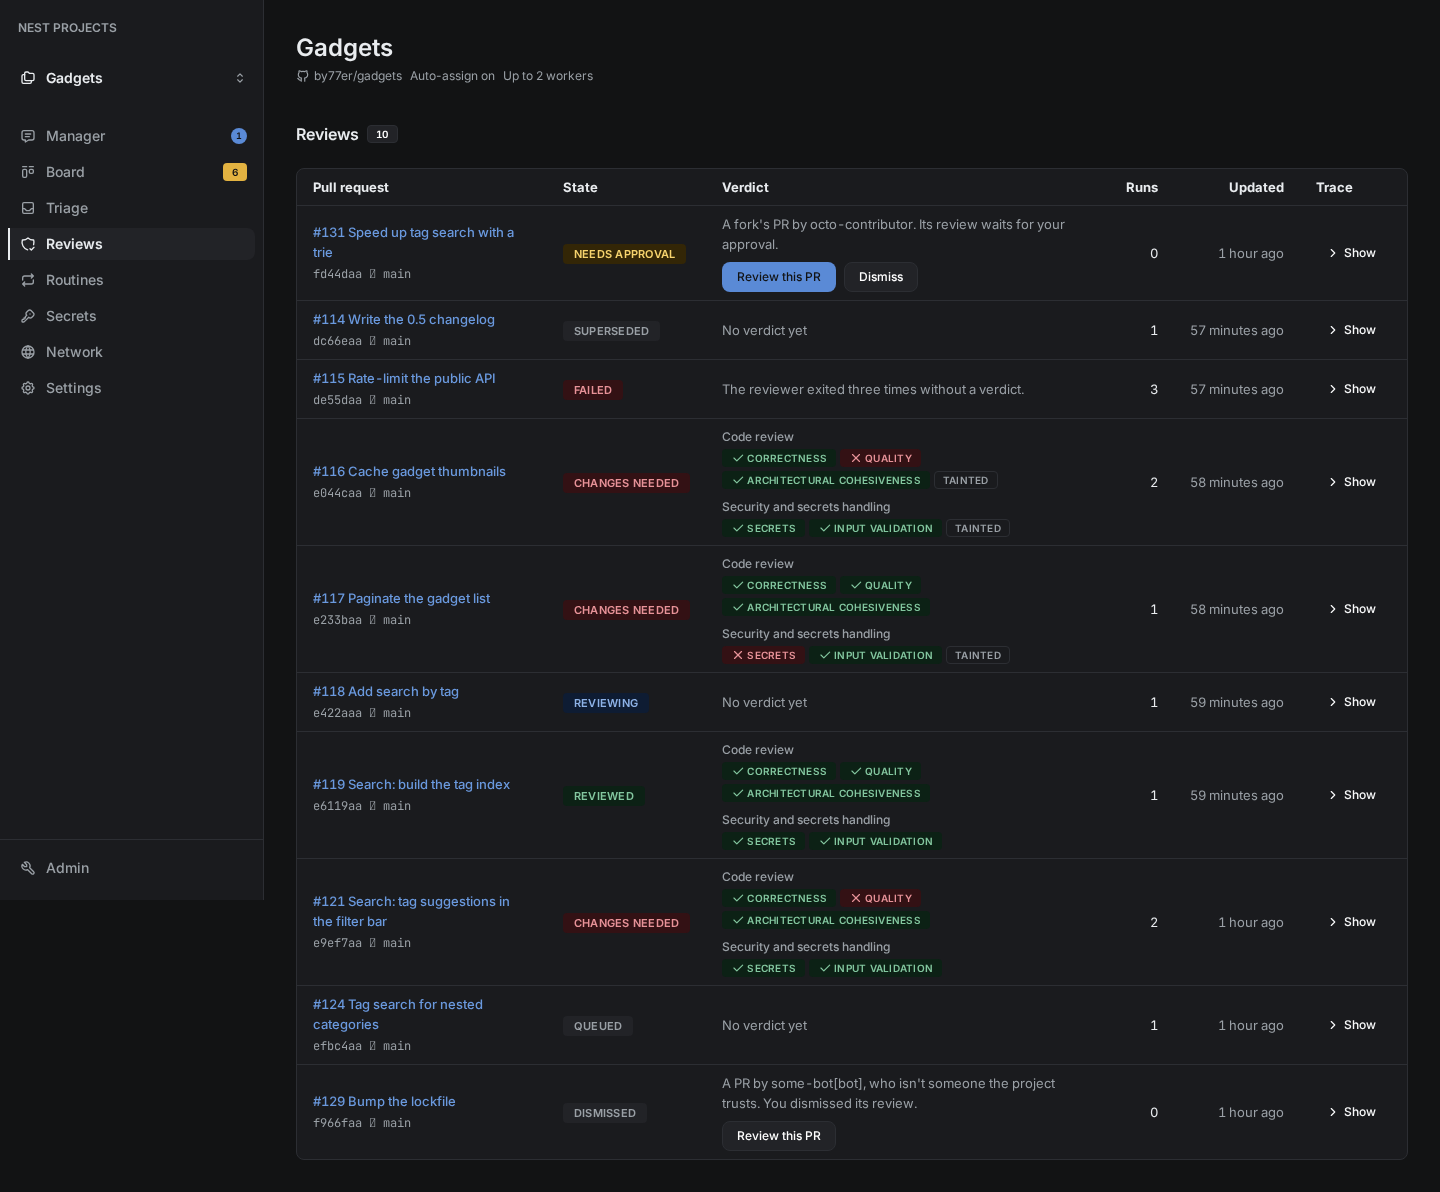 NEST PROJECTS
Gadgets
Manager 1
Board 6
Triage
Reviews
Routines
Secrets
Network
Settings
Admin
Gadgets
by77er/gadgets Auto-assign on Up to 2 workers
Reviews 10
Pull request State Verdict Runs Updated Trace
#131 Speed up tag search with a
trie
fd44daa main
NEEDS APPROVAL
A fork's PR by octo-contributor. Its review waits for your
approval.
Review this PR Dismiss
0 1 hour ago Show
#114 Write the 0.5 changelog
dc66eaa main
SUPERSEDED
No verdict yet
1 57 minutes ago Show
#115 Rate-limit the public API
de55daa main
FAILED
The reviewer exited three times without a verdict.
3 57 minutes ago Show
#116 Cache gadget thumbnails
e044caa main
CHANGES NEEDED
Code review
CORRECTNESS QUALITY
ARCHITECTURAL COHESIVENESS TAINTED
Security and secrets handling
SECRETS INPUT VALIDATION TAINTED
2 58 minutes ago Show
#117 Paginate the gadget list
e233baa main
CHANGES NEEDED
Code review
CORRECTNESS QUALITY
ARCHITECTURAL COHESIVENESS
Security and secrets handling
SECRETS INPUT VALIDATION TAINTED
1 58 minutes ago Show
#118 Add search by tag
e422aaa main
REVIEWING
No verdict yet
1 59 minutes ago Show
#119 Search: build the tag index
e6119aa main
REVIEWED
Code review
CORRECTNESS QUALITY
ARCHITECTURAL COHESIVENESS
Security and secrets handling
SECRETS INPUT VALIDATION
1 59 minutes ago Show
#121 Search: tag suggestions in
the filter bar
e9ef7aa main
CHANGES NEEDED
Code review
CORRECTNESS QUALITY
ARCHITECTURAL COHESIVENESS
Security and secrets handling
SECRETS INPUT VALIDATION
2 1 hour ago Show
#124 Tag search for nested
categories
efbc4aa main
QUEUED
No verdict yet
1 1 hour ago Show
#129 Bump the lockfile
f966faa main
DISMISSED
A PR by some-bot[bot], who isn't someone the project
trusts. You dismissed its review.
Review this PR
0 1 hour ago Show